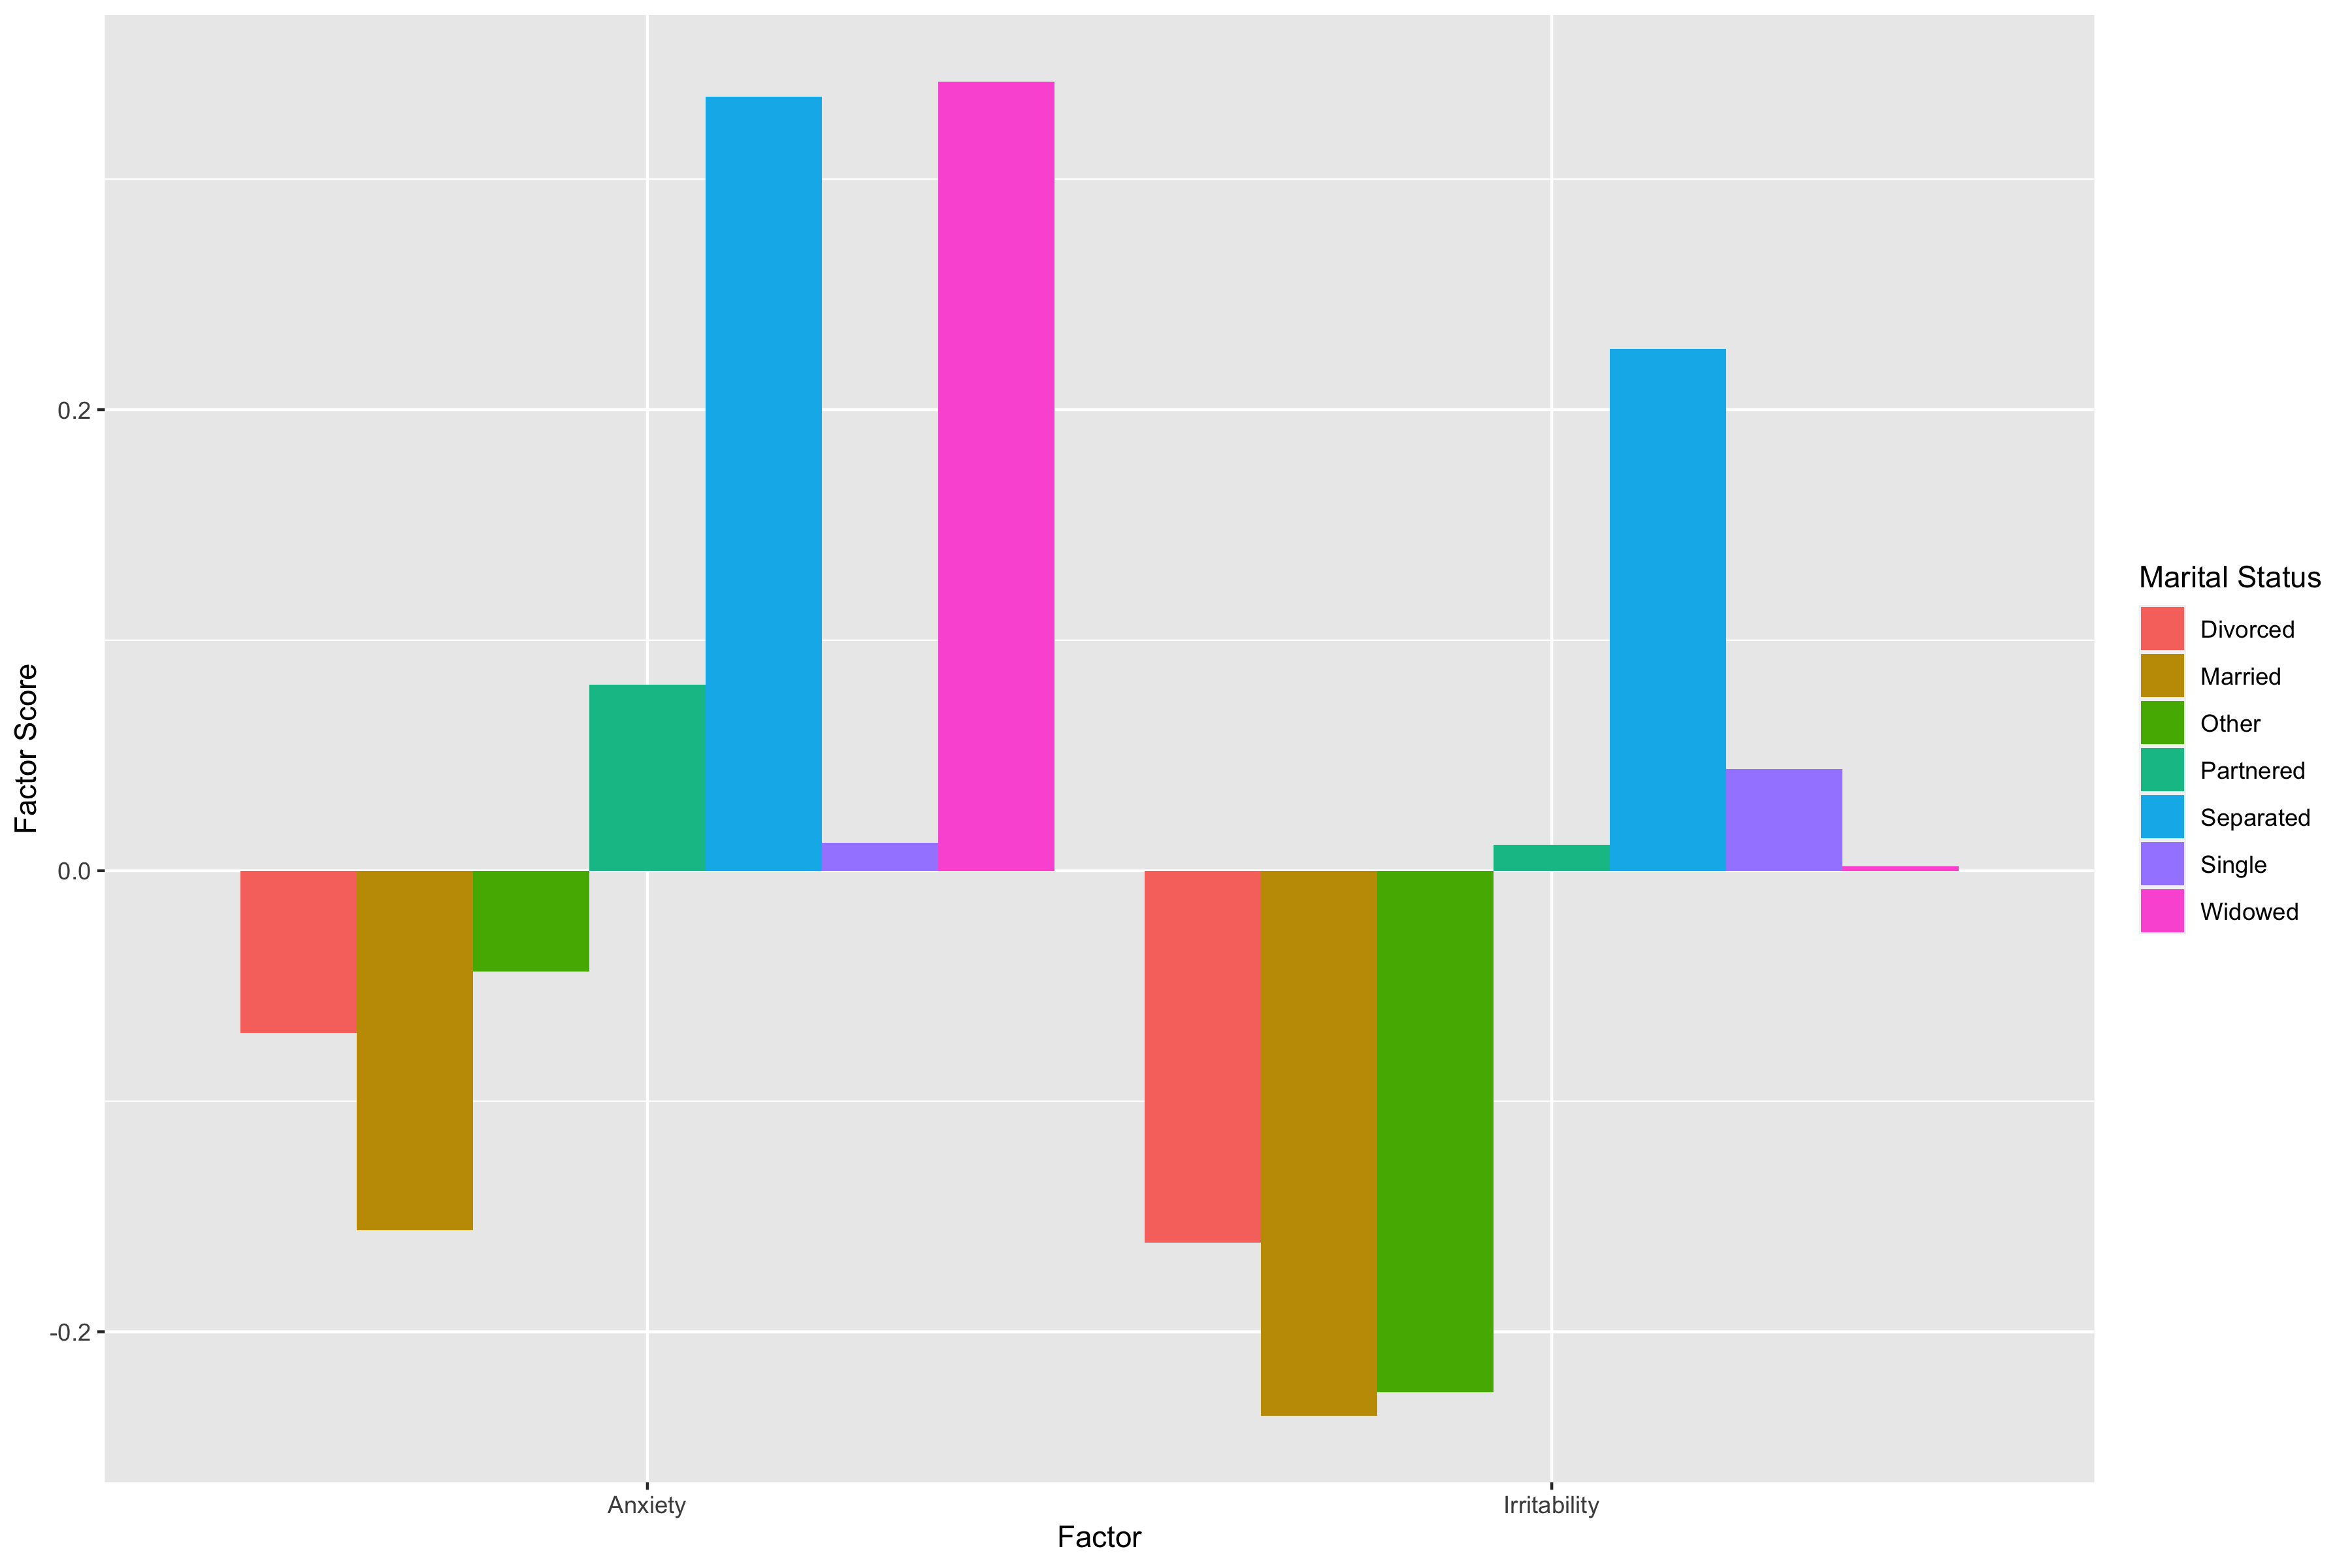 Factor Score
0.2
0.0
-0.2
Anxiety
Irritability
Factor
Marital Status
Divorced
Married
Other
Partnered
Separated
Single
Widowed